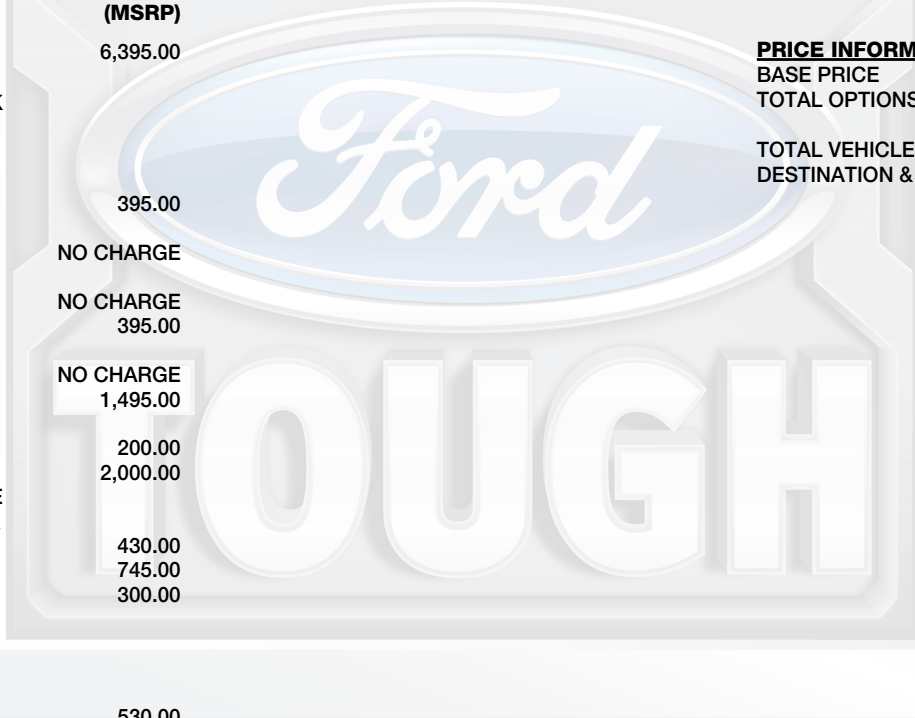 (MSRP)
6,395.00
K
395.00
NO CHARGE
NO CHARGE
395.00
NO CHARGE
1,495.00
200.00
2,000.00
E
430.00
745.00
300.00
530.00
PRICE INFORM
BASE PRICE
TOTAL OPTIONS
TOTAL VEHICLE
DESTINATION &
Ford
TOUGH